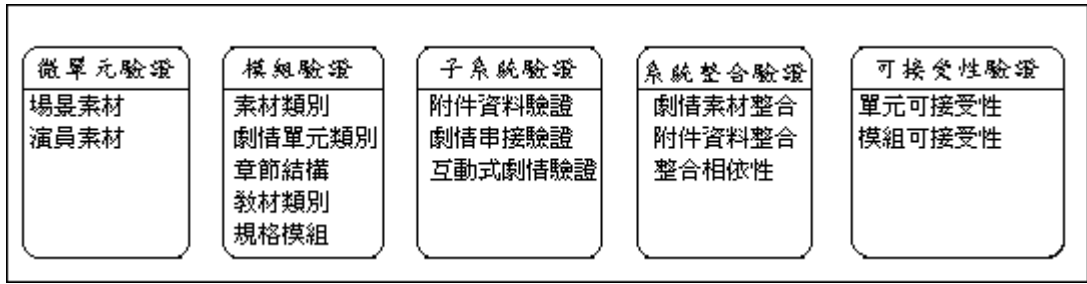 微單元驗證
場景素材
演員素材
模組驗證
素材類別
劇情單元類別
章節結構
教材類別
規格模組
子系統驗證
附件資料驗證
劇情串接驗證
互動式劇情驗證
系統整合驗證
劇情素材整合
附件資料整合
整合相依性
可接受性驗證
單元可接受性
模組可接受性